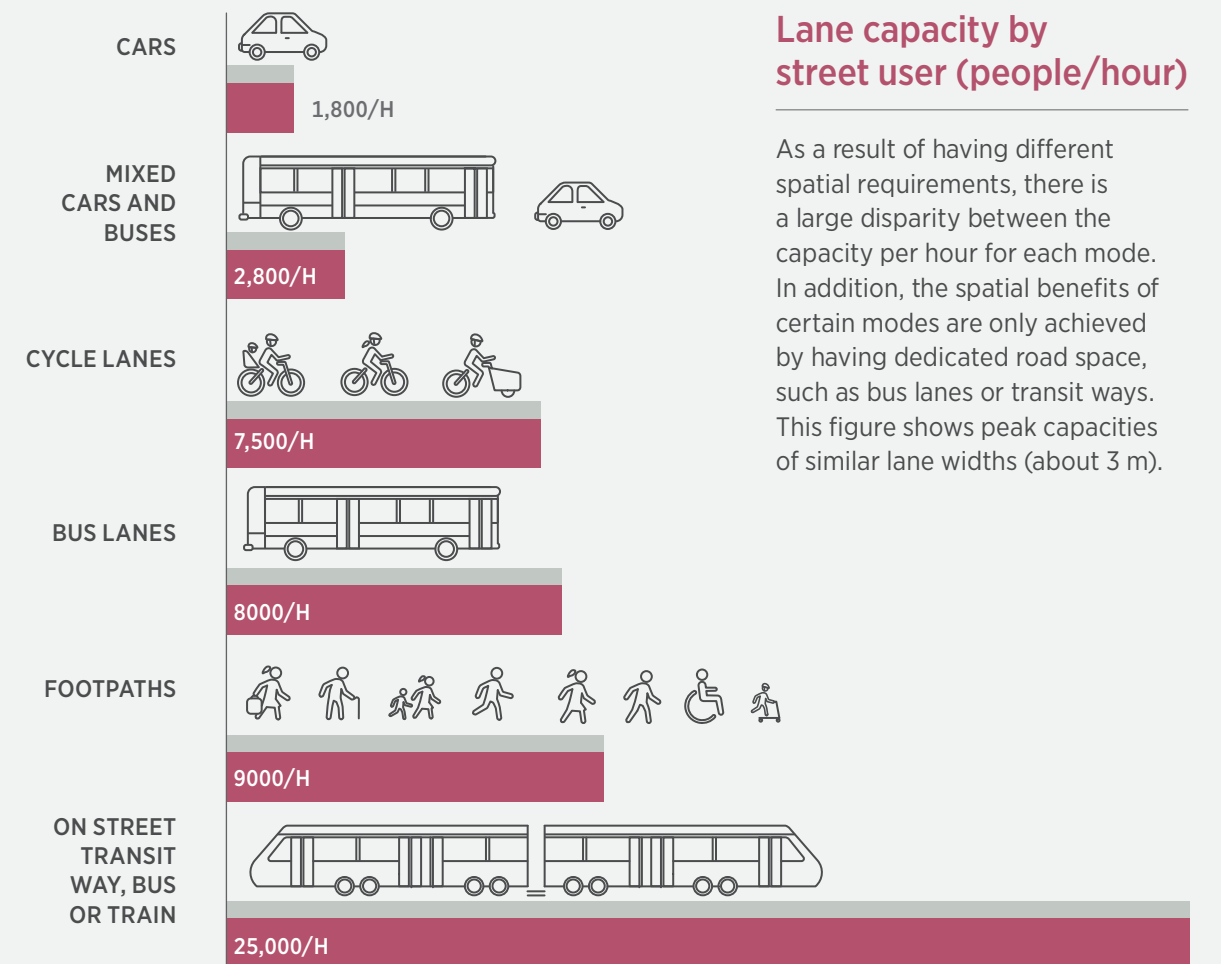 Lane capacity by
street user (people/hour)
As a result of having different
spatial requirements, there is
a large disparity between the
capacity per hour for each mode.
In addition, the spatial benefits of
certain modes are only achieved
by having dedicated road space,
such as bus lanes or transit ways.
This figure shows peak capacities
of similar lane widths (about 3 m).
CARS
1,800/H
MIXED
CARS AND
BUSES
2,800/H
CYCLE LANES
7,500/H
BUS LANES
8000/H
FOOTPATHS
9000/H
ON STREET
TRANSIT
WAY, BUS
OR TRAIN
25,000/H